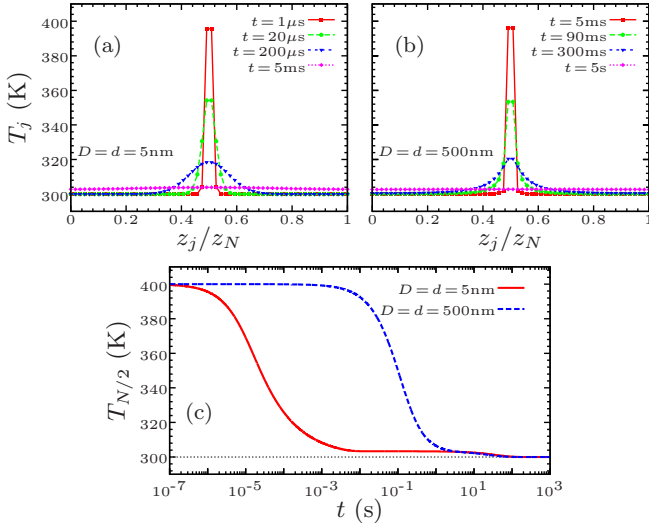 (a)
t=1μs
t=20μs
t=200μs
t=5ms
D=d=5nm
T_j (K)
400
380
360
340
320
300
0 0.2 0.4 0.6 0.8 1
z_j/z_N
(b)
t=5ms
t=90ms
t=300ms
t=5s
D=d=500nm
0 0.2 0.4 0.6 0.8 1
z_j/z_N
D=d=5nm
D=d=500nm
T_{N/2} (K)
400
380
360
340
320
300
(c)
10^{-7} 10^{-5} 10^{-3} 10^{-1} 10^{1} 10^{3}
t (s)